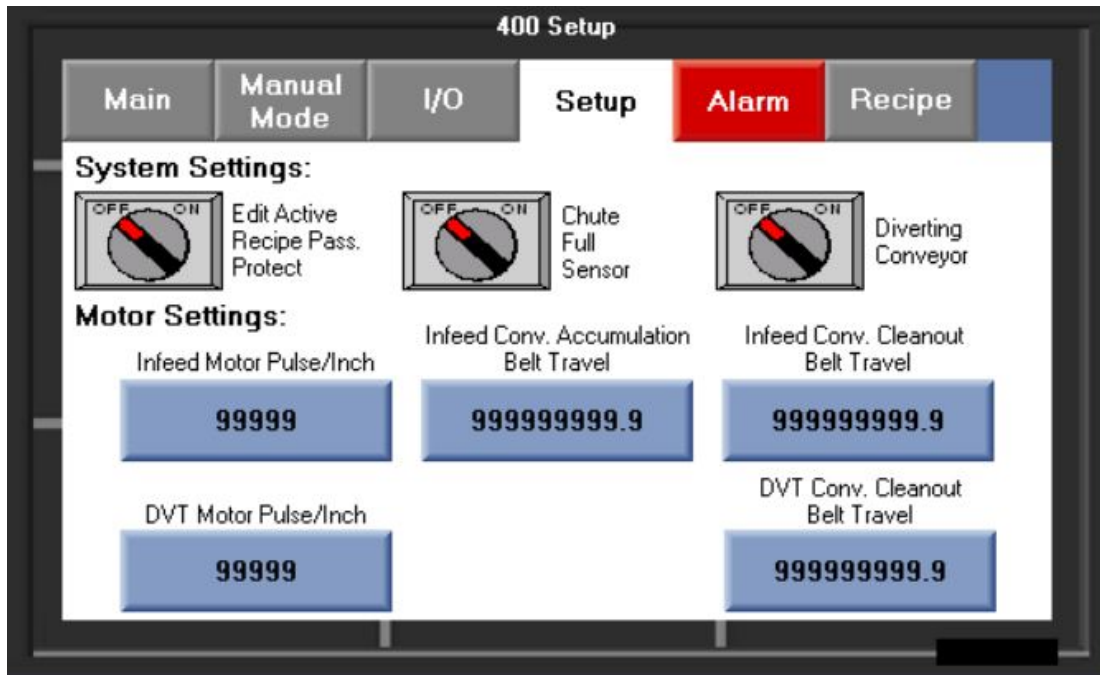 400 Setup
Main
Manual
Mode
I/O
Setup
Alarm
Recipe
System Settings:
OFF ON
Edit Active
Recipe Pass.
Protect
OFF ON
Chute
Full
Sensor
OFF ON
Diverting
Conveyor
Motor Settings:
Infeed Motor Pulse/Inch
99999
Infeed Conv. Accumulation
Belt Travel
999999999.9
Infeed Conv. Cleanout
Belt Travel
999999999.9
DVT Motor Pulse/Inch
99999
DVT Conv. Cleanout
Belt Travel
999999999.9